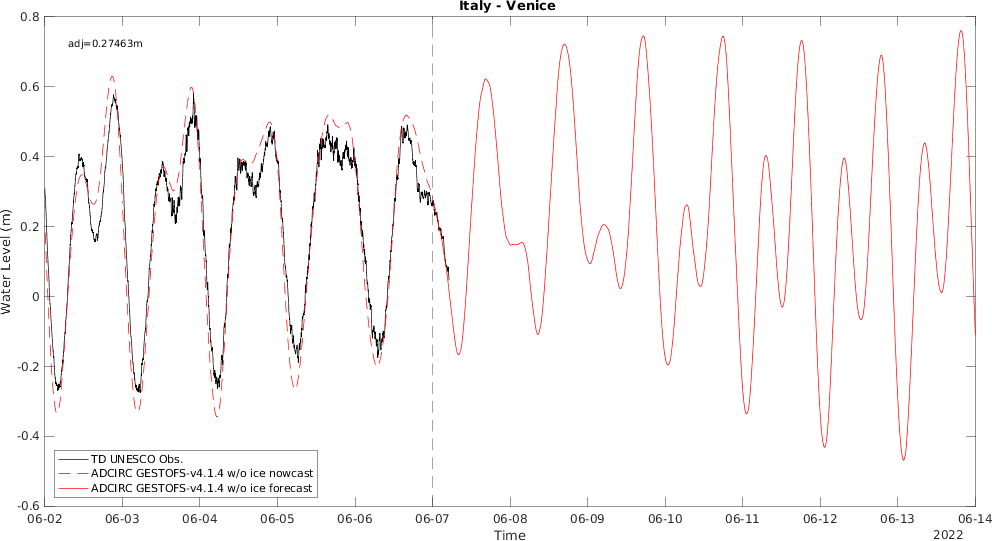 Italy - Venice
adj=0.27463m
Water Level (m)
0.8
0.6
0.4
0.2
0
-0.2
-0.4
-0.6
TD UNESCO Obs.
ADCIRC GESTOFS-v4.1.4 w/o ice nowcast
ADCIRC GESTOFS-v4.1.4 w/o ice forecast
06-02 06-03 06-04 06-05 06-06 06-07 06-08 06-09 06-10 06-11 06-12 06-13 06-14
Time
2022